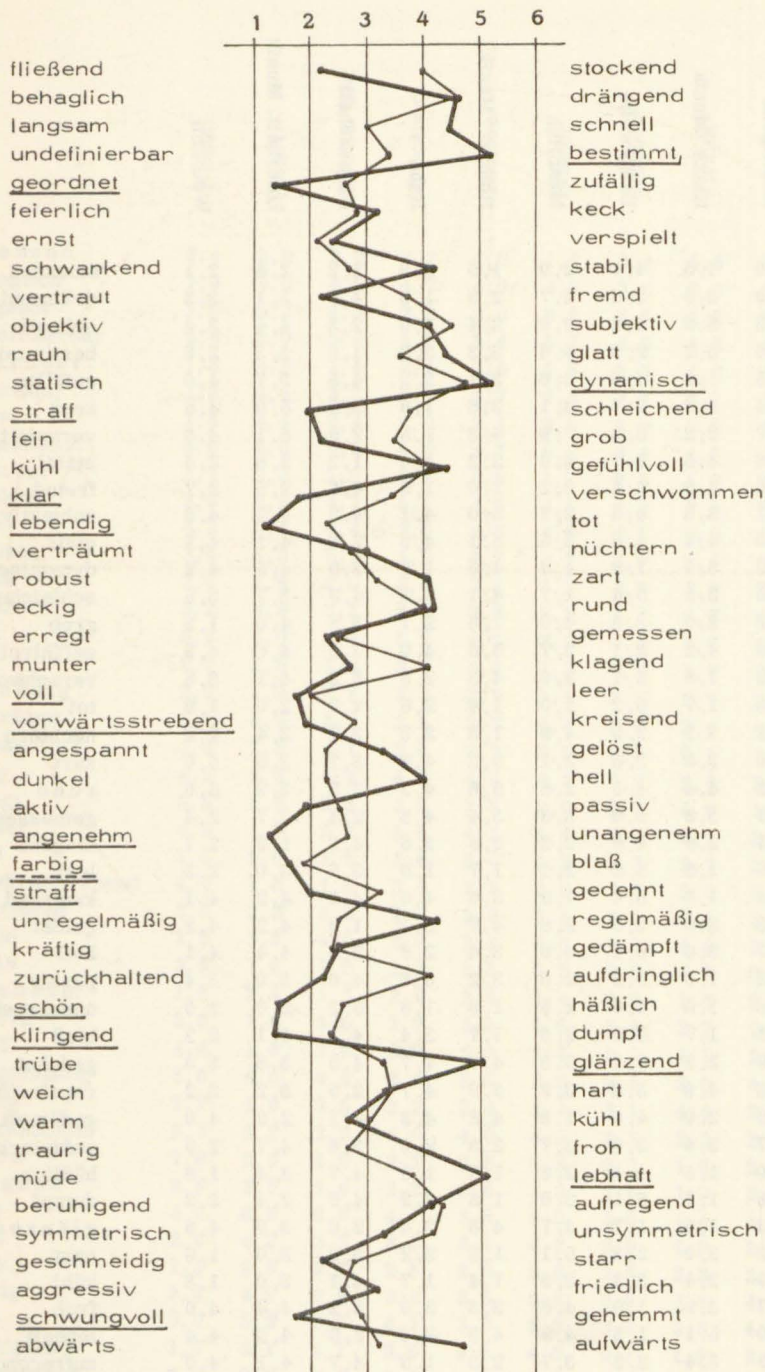 1 2 3 4 5 6
fließend stockend
behaglich drängend
langsam schnell
undefinierbar bestimmt,
geordnet zufällig
feierlich keck
ernst verspielt
schwankend stabil
vertraut fremd
objektiv subjektiv
rauh glatt
statisch dynamisch
straff schleichend
fein grob
kühl gefühlvoll
klar verschwommen
lebendig tot
verträumt nüchtern
robust zart
eckig rund
erregt gemessen
munter klagend
voll leer
vorwärtsstrebend kreisend
angespannt gelöst
dunkel hell
aktiv passiv
angenehm unangenehm
farbig blaß
straff gedehnt
unregelmäßig regelmäßig
kräftig gedämpft
zurückhaltend aufdringlich
schön häßlich
klingend dumpf
trübe glänzend
weich hart
warm kühl
traurig froh
müde lebhaft
beruhigend aufregend
symmetrisch unsymmetrisch
geschmeidig starr
aggressiv friedlich
schwungvoll gehemmt
abwärts aufwärts